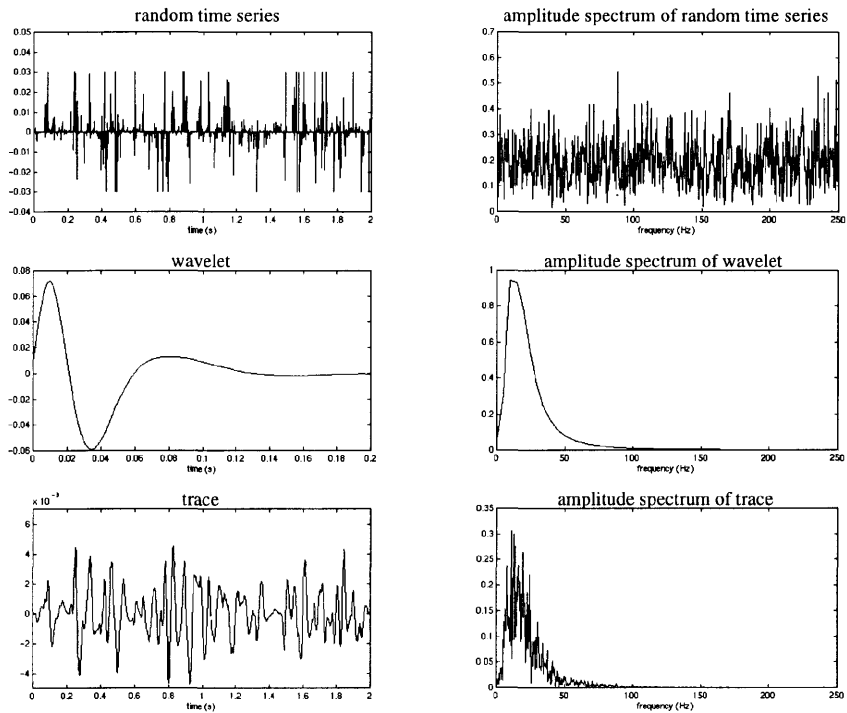 random time series
0.05
0.04
0.03
0.02
0.01
0
−0.01
−0.02
−0.03
−0.04
0 0.2 0.4 0.6 0.8 1 1.2 1.4 1.6 1.8 2
time (s)
amplitude spectrum of random time series
0.7
0.6
0.5
0.4
0.3
0.2
0.1
0
0 50 100 150 200 250
frequency (Hz)
wavelet
0.08
0.06
0.04
0.02
0
−0.02
−0.04
−0.06
0 0.02 0.04 0.06 0.08 0.1 0.12 0.14 0.16 0.18 0.2
time (s)
amplitude spectrum of wavelet
1
0.8
0.6
0.4
0.2
0
0 50 100 150 200 250
frequency (Hz)
trace
× 10⁻³
6
4
2
0
−2
−4
0 0.2 0.4 0.6 0.8 1 1.2 1.4 1.6 1.8 2
time (s)
amplitude spectrum of trace
0.35
0.3
0.25
0.2
0.15
0.1
0.05
0
0 50 100 150 200 250
frequency (Hz)